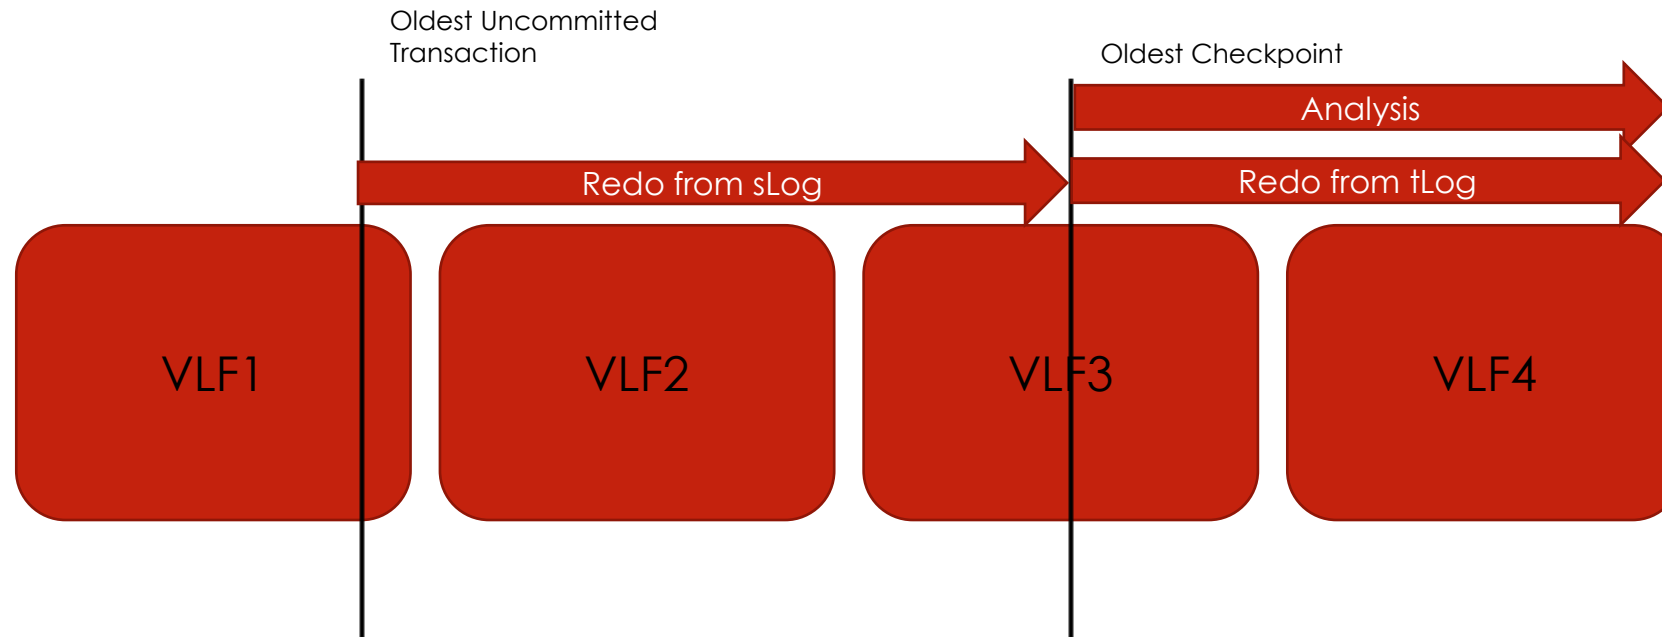 Oldest Uncommitted
Transaction
Oldest Checkpoint
Analysis
Redo from sLog
Redo from tLog
VLF1
VLF2
VLF3
VLF4